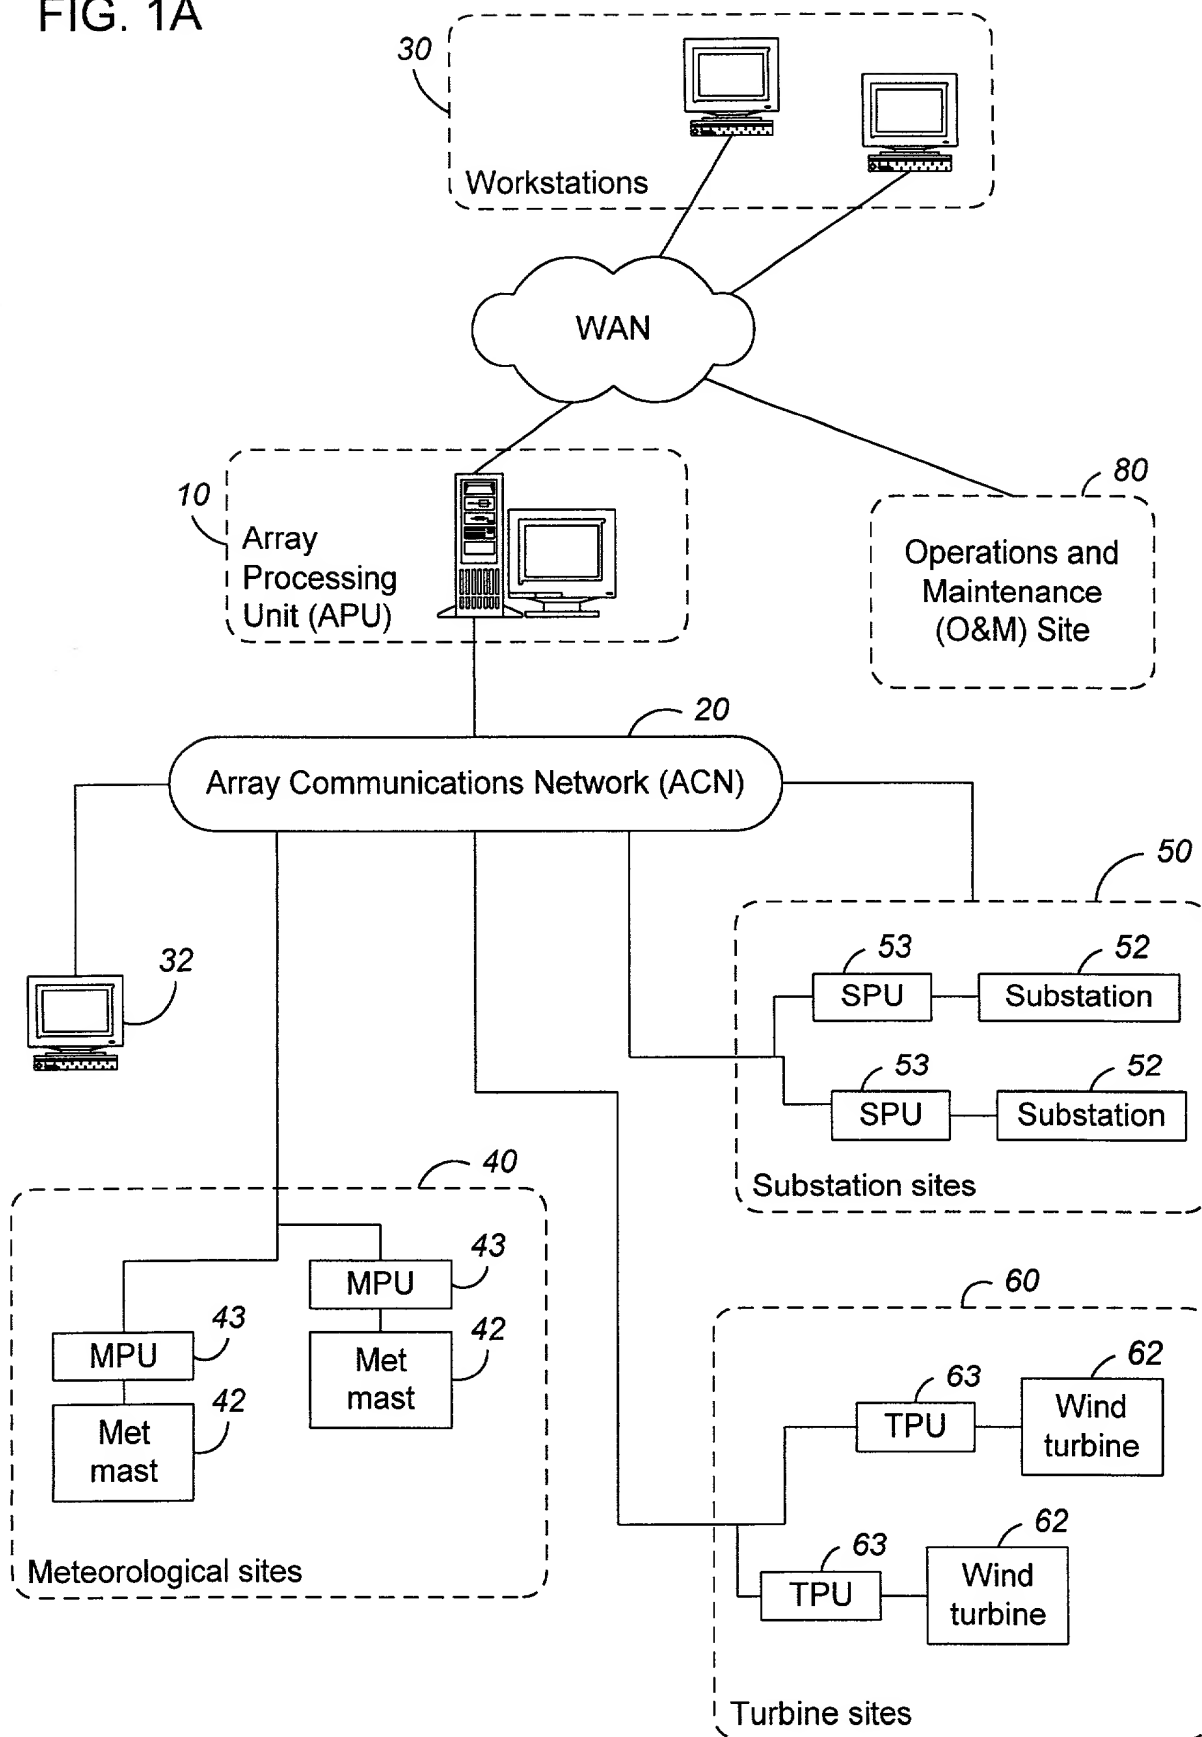 FIG. 1A
30
Workstations
WAN
10
Array
Processing
Unit (APU)
80
Operations and
Maintenance
(O&M) Site
20
Array Communications Network (ACN)
50
32
53
SPU
52
Substation
53
SPU
52
Substation
Substation sites
40
43
MPU
42
Met
mast
43
MPU
42
Met
mast
Meteorological sites
60
63
TPU
62
Wind
turbine
63
TPU
62
Wind
turbine
Turbine sites